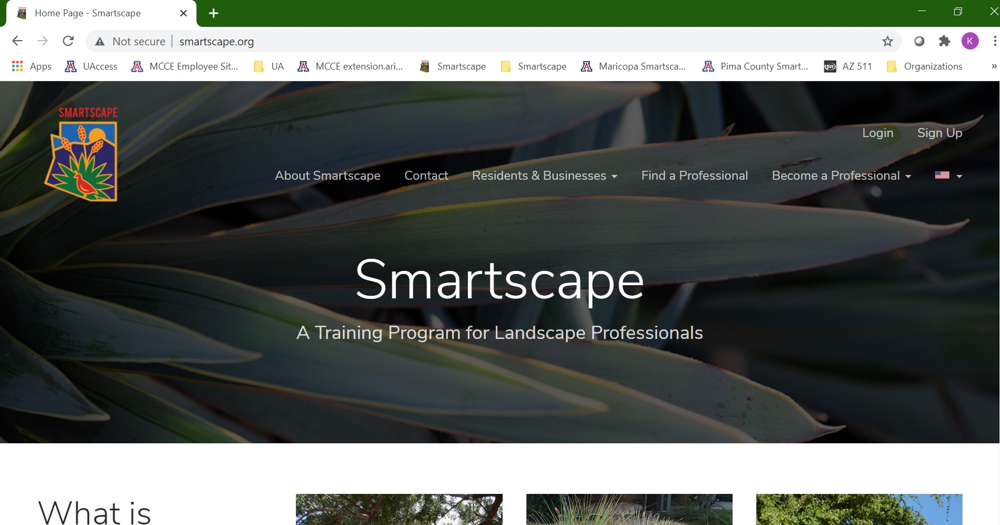 Home Page - Smartscape
Not secure smartscape.org
Apps UAccess MCCE Employee Sit... UA MCCE extension.ari... Smartscape Smartscape Maricopa Smartsca... Pima County Smart... 511 AZ 511 Organizations »
K
SMARTSCAPE
Login Sign Up
About Smartscape Contact Residents & Businesses Find a Professional Become a Professional
Smartscape
A Training Program for Landscape Professionals
What is